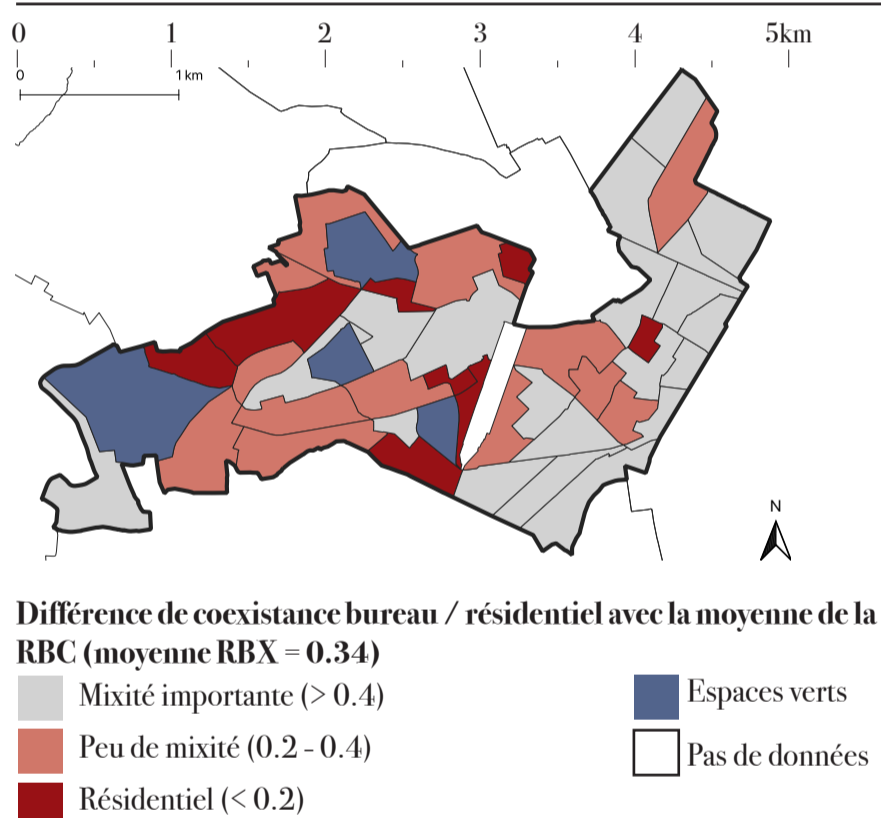 0 1 2 3 4 5km
0 1 km
N
Différence de coexistance bureau / résidentiel avec la moyenne de la
RBC (moyenne RBX = 0.34)
Mixité importante (> 0.4)
Peu de mixité (0.2 - 0.4)
Résidentiel (< 0.2)
Espaces verts
Pas de données